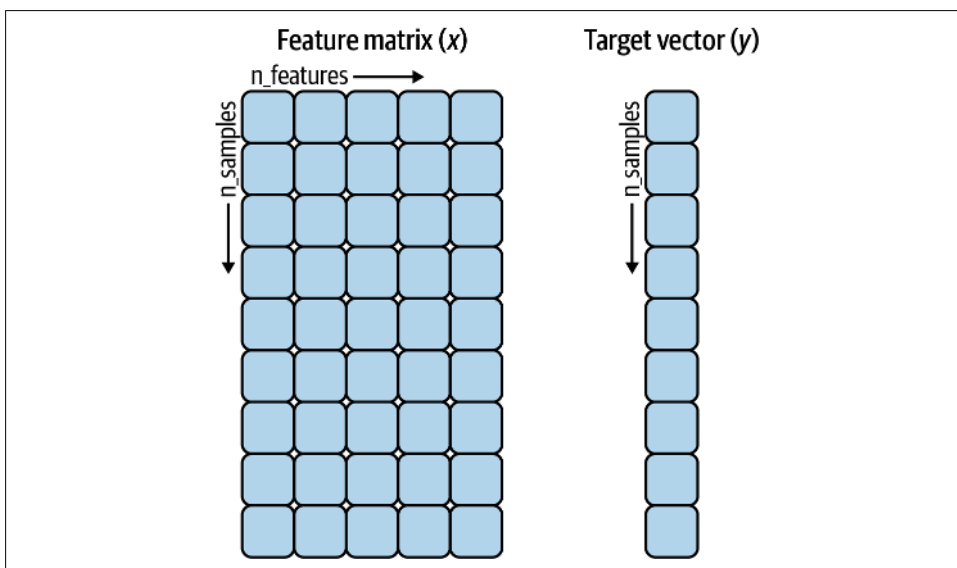 Feature matrix (x)
n_features
n_samples
Target vector (y)
n_samples